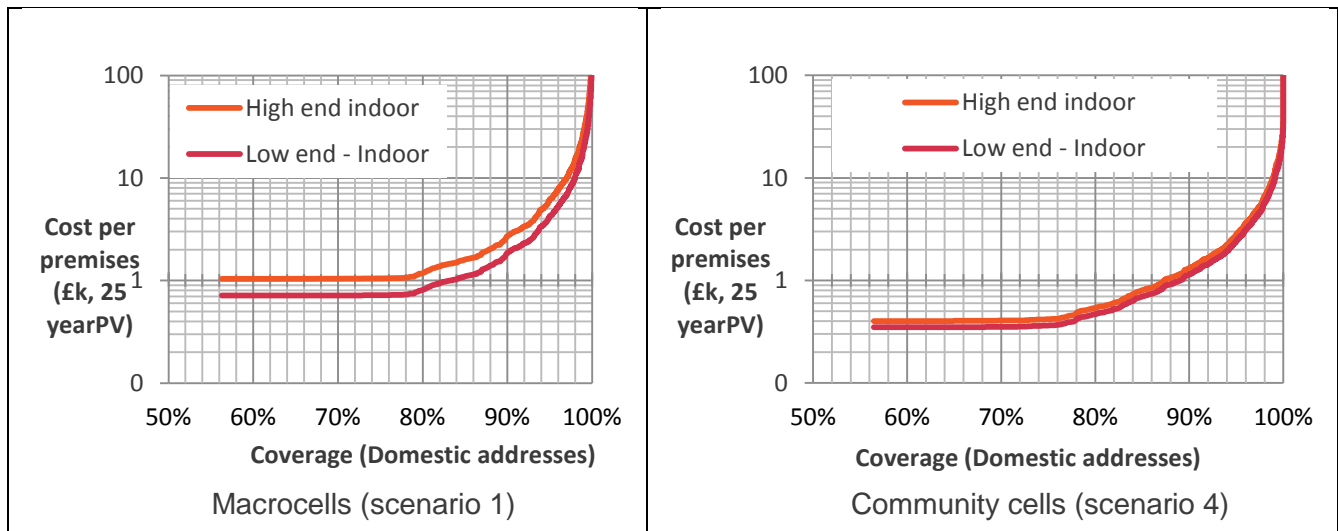 100
10
1
0
Cost per
premises
(£k, 25
yearPV)
High end indoor
Low end - Indoor
50% 60% 70% 80% 90% 100%
Coverage (Domestic addresses)
Macrocells (scenario 1)
100
10
1
0
Cost per
premises
(£k, 25
yearPV)
High end indoor
Low end - Indoor
50% 60% 70% 80% 90% 100%
Coverage (Domestic addresses)
Community cells (scenario 4)